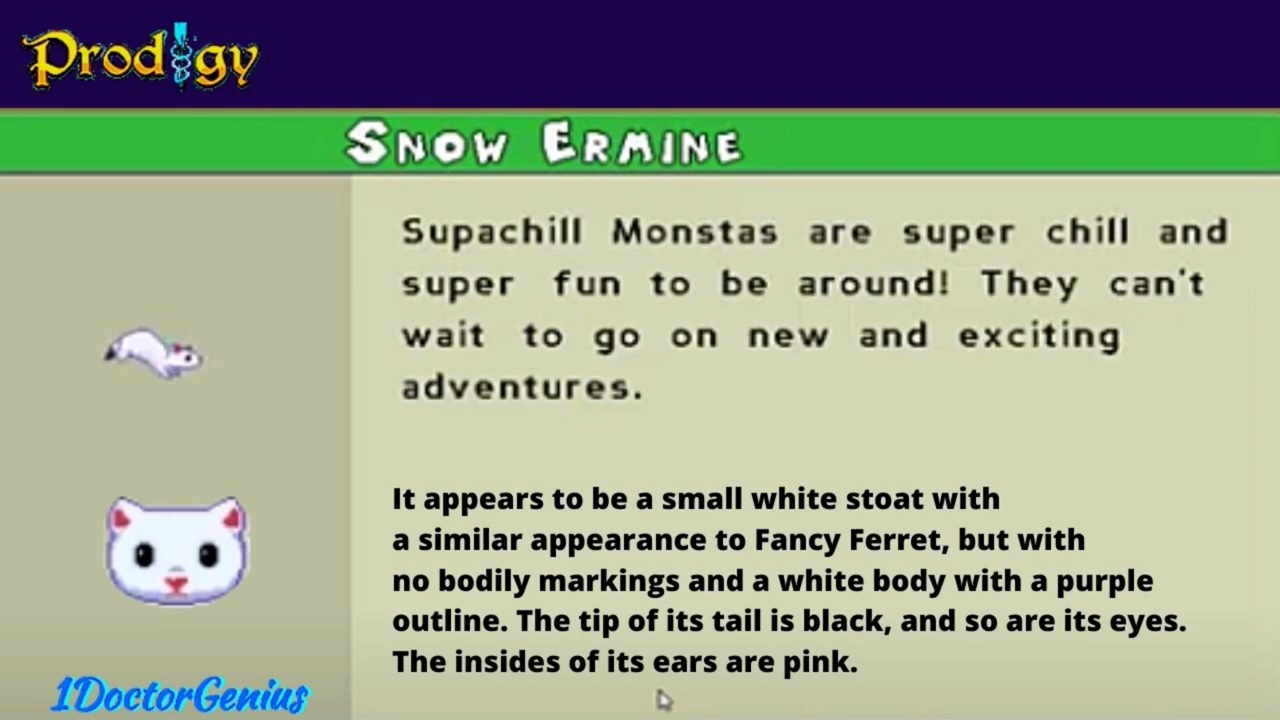 Prodigy
Snow Ermine
Supachill Monstas are super chill and
super fun to be around! They can't
wait to go on new and exciting
adventures.
It appears to be a small white stoat with
a similar appearance to Fancy Ferret, but with
no bodily markings and a white body with a purple
outline. The tip of its tail is black, and so are its eyes.
The insides of its ears are pink.
1DoctorGenius